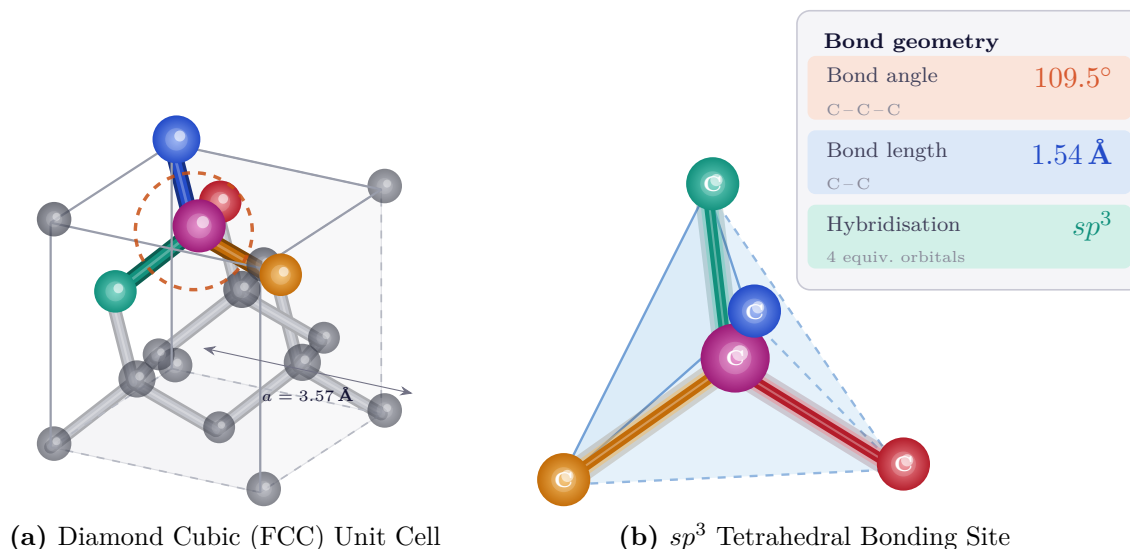 Bond geometry
Bond angle 109.5°
C – C – C
Bond length 1.54 Å
C – C
Hybridisation sp³
4 equiv. orbitals
a = 3.57 Å
C
C
C
C
C
(a) Diamond Cubic (FCC) Unit Cell
(b) sp³ Tetrahedral Bonding Site